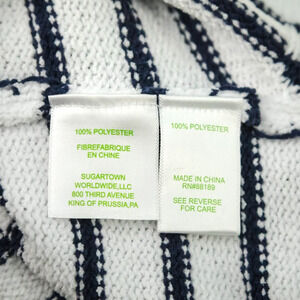 100% POLYESTER
FIBREFABRIQUE
EN CHINE
SUGARTOWN
WORLDWIDE,LLC
800 THIRD AVENUE
KING OF PRUSSIA,PA
100% POLYESTER
MADE IN CHINA
RN#88189
SEE REVERSE
FOR CARE